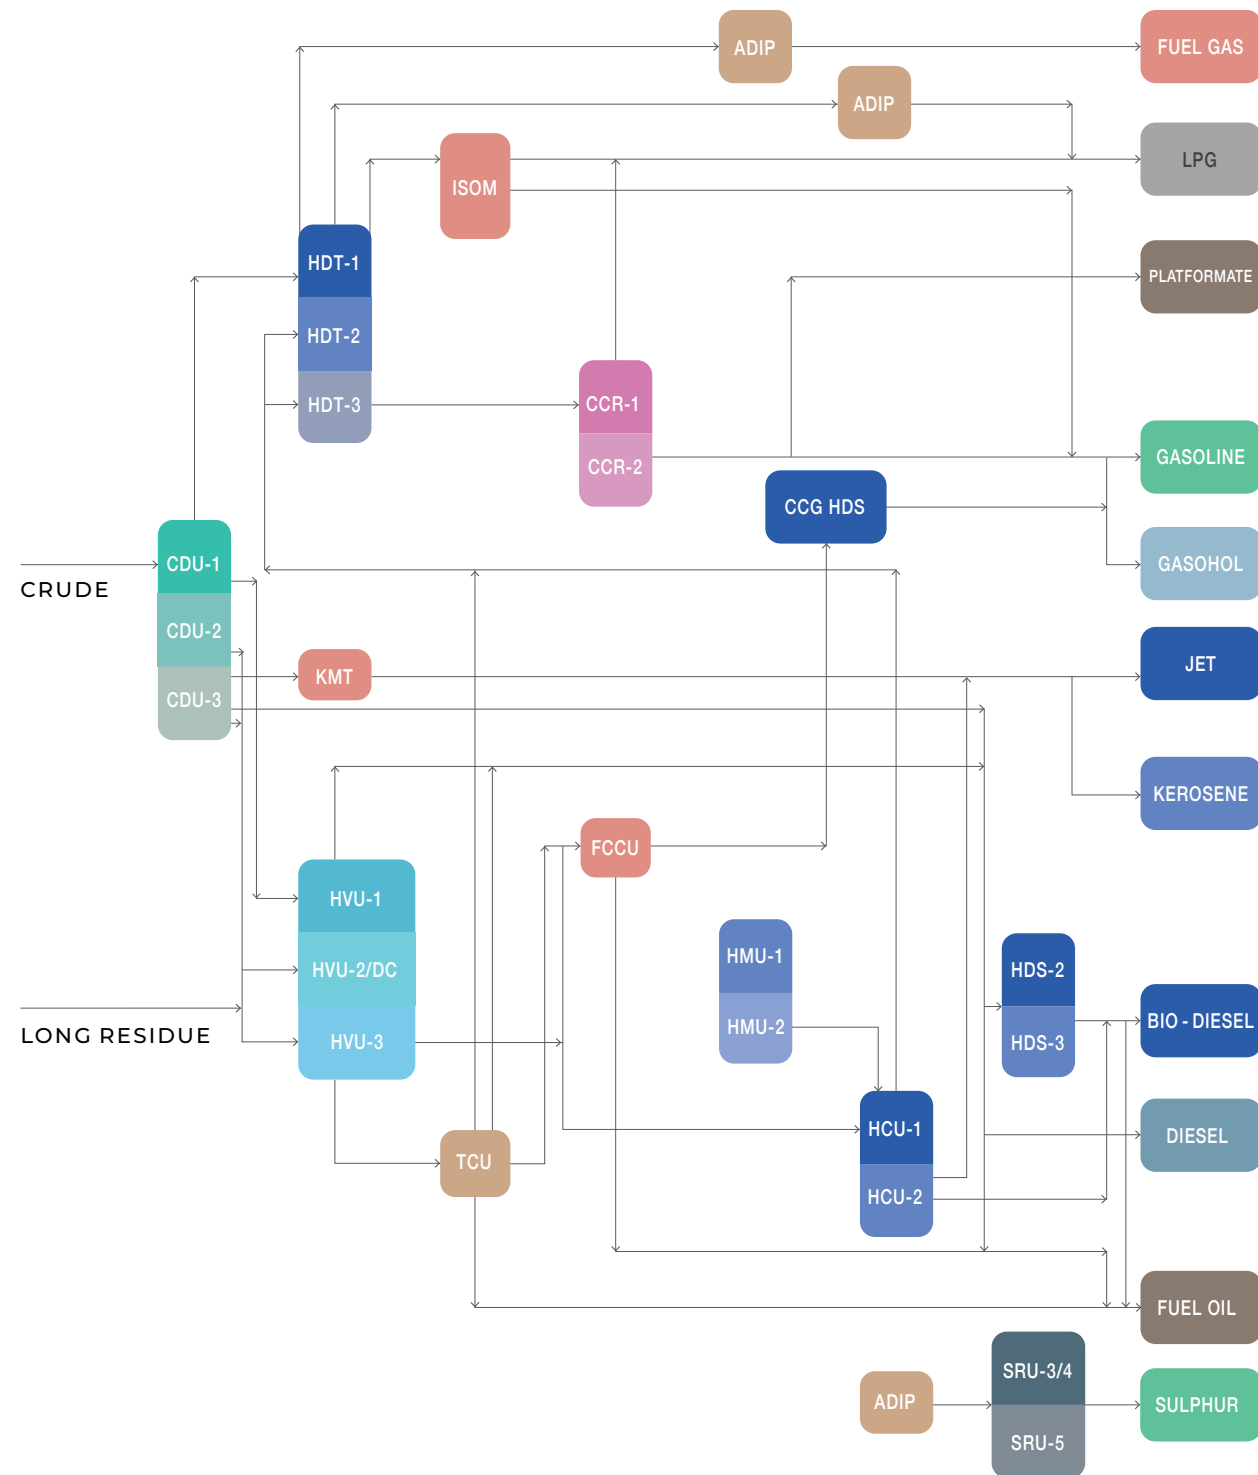 ADIP
FUEL GAS
ADIP
LPG
ISOM
HDT-1
PLATFORMATE
HDT-2
HDT-3
CCR-1
CCR-2
GASOLINE
CCG HDS
CDU-1
GASOHOL
CRUDE
CDU-2
KMT
JET
CDU-3
KEROSENE
FCCU
HVU-1
HMU-1
HVU-2/DC
HDS-2
LONG RESIDUE
HMU-2
BIO - DIESEL
HVU-3
HDS-3
HCU-1
DIESEL
TCU
HCU-2
FUEL OIL
SRU-3/4
ADIP
SULPHUR
SRU-5